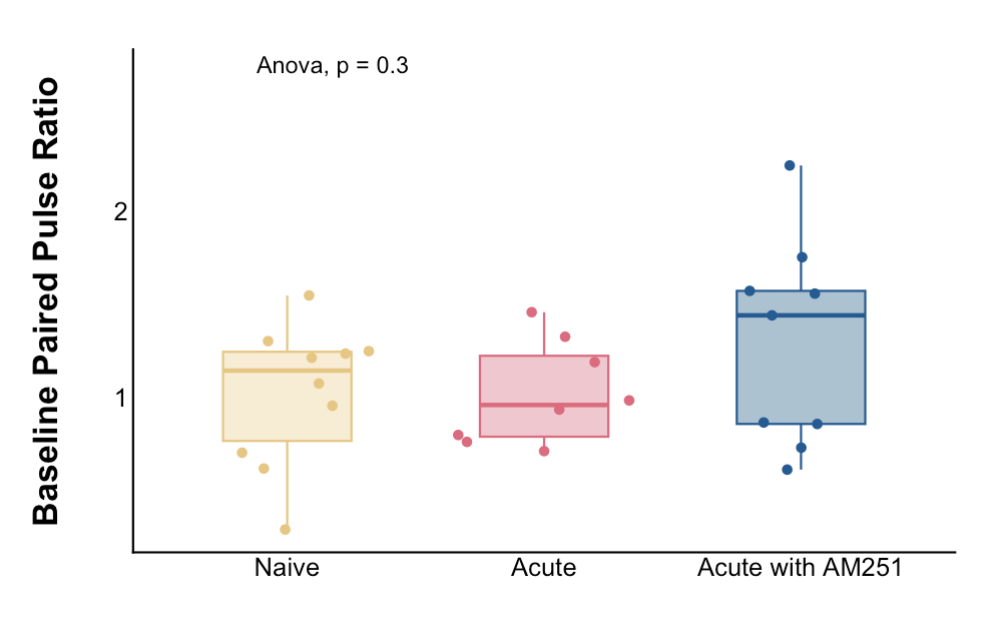 Anova, p = 0.3
Baseline Paired Pulse Ratio
2
1
Naive
Acute
Acute with AM251